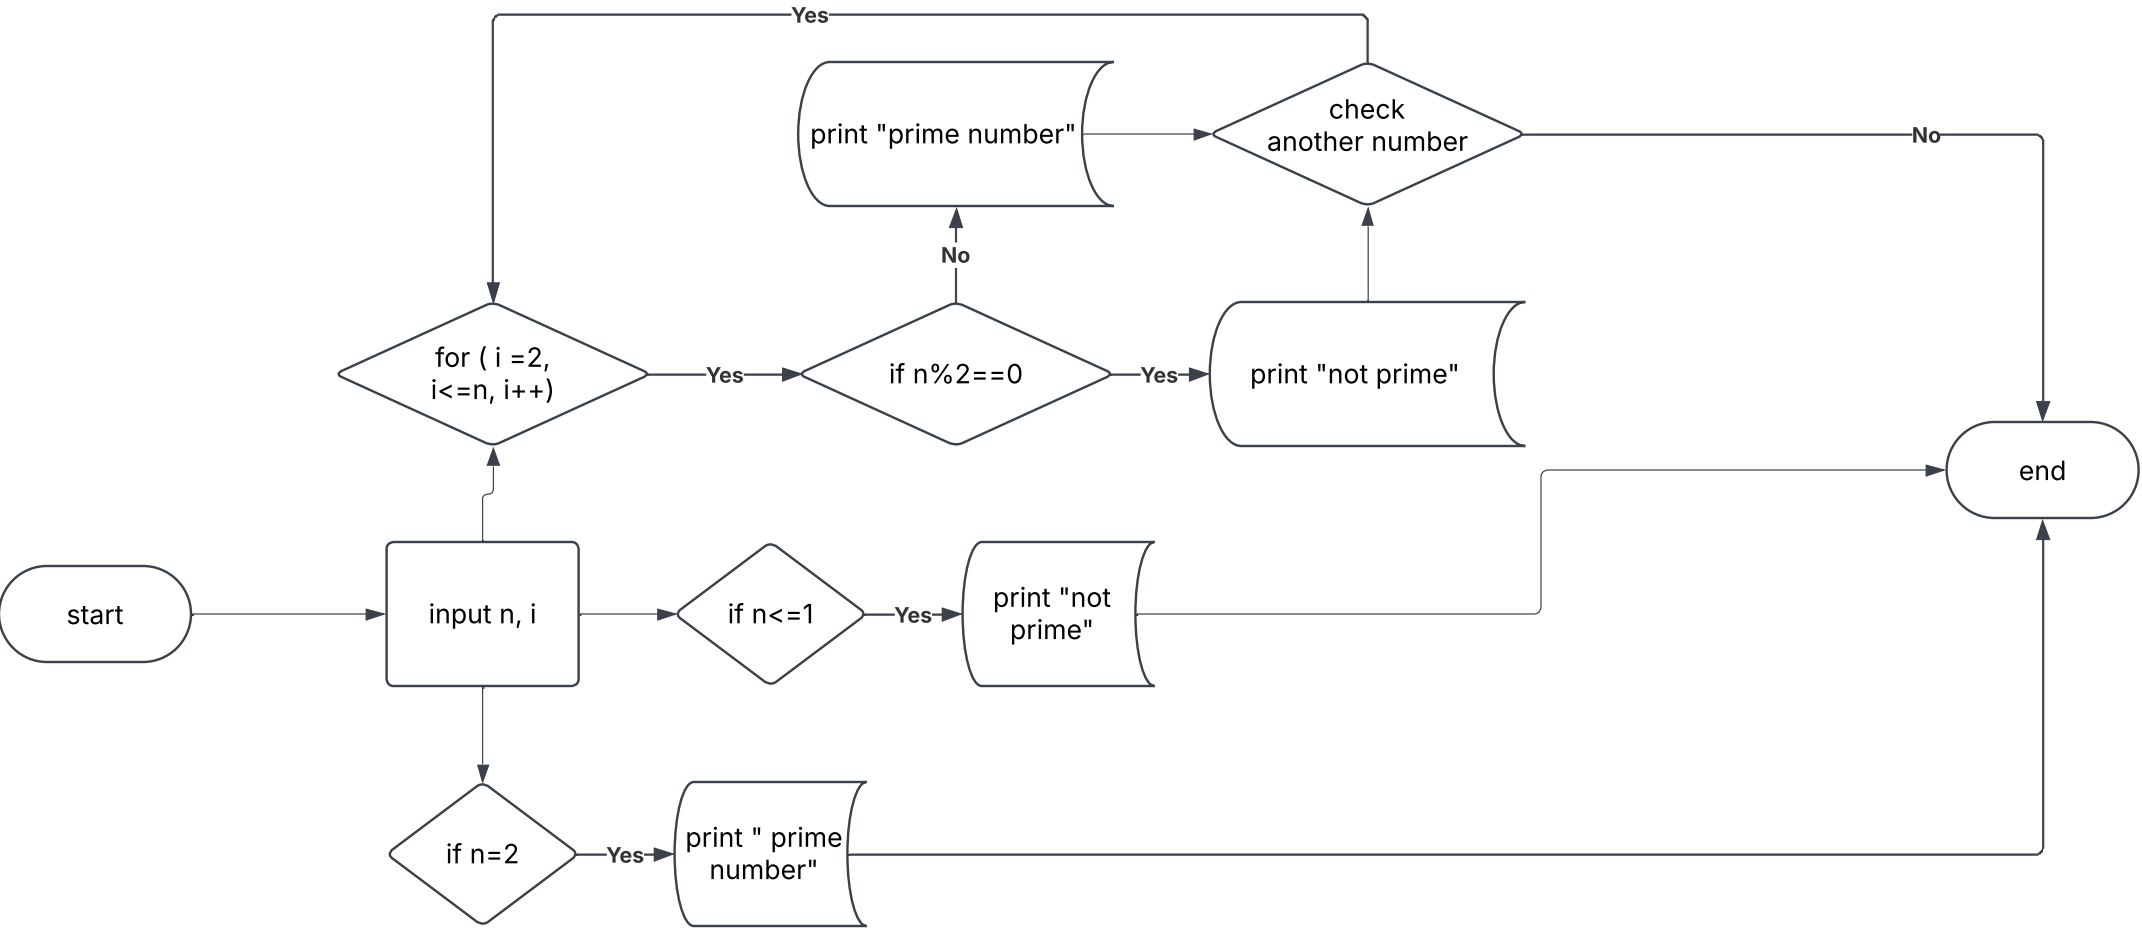 Yes
print "prime number"
check
another number
No
No
for ( i =2,
i<=n, i++)
Yes
if n%2==0
Yes
print "not prime"
end
start
input n, i
if n<=1
Yes
print "not
prime"
if n=2
Yes
print " prime
number"